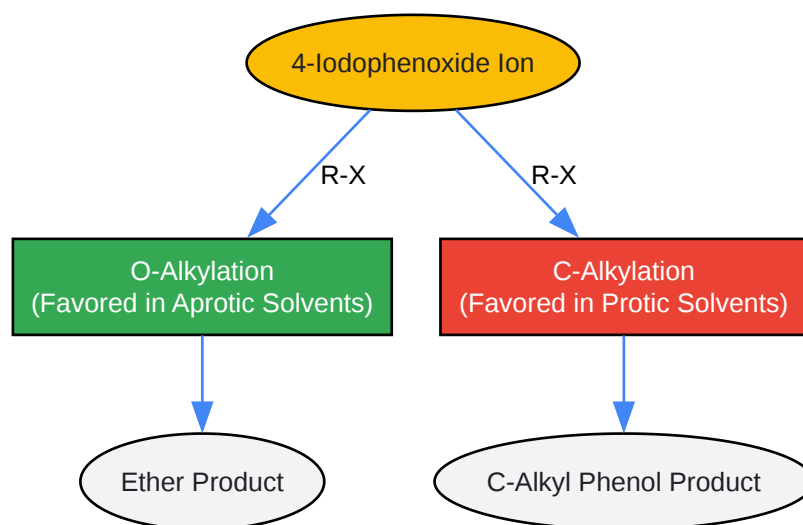 4-Iodophenoxide Ion
R-X
R-X
O-Alkylation
(Favored in Aprotic Solvents)
C-Alkylation
(Favored in Protic Solvents)
Ether Product
C-Alkyl Phenol Product